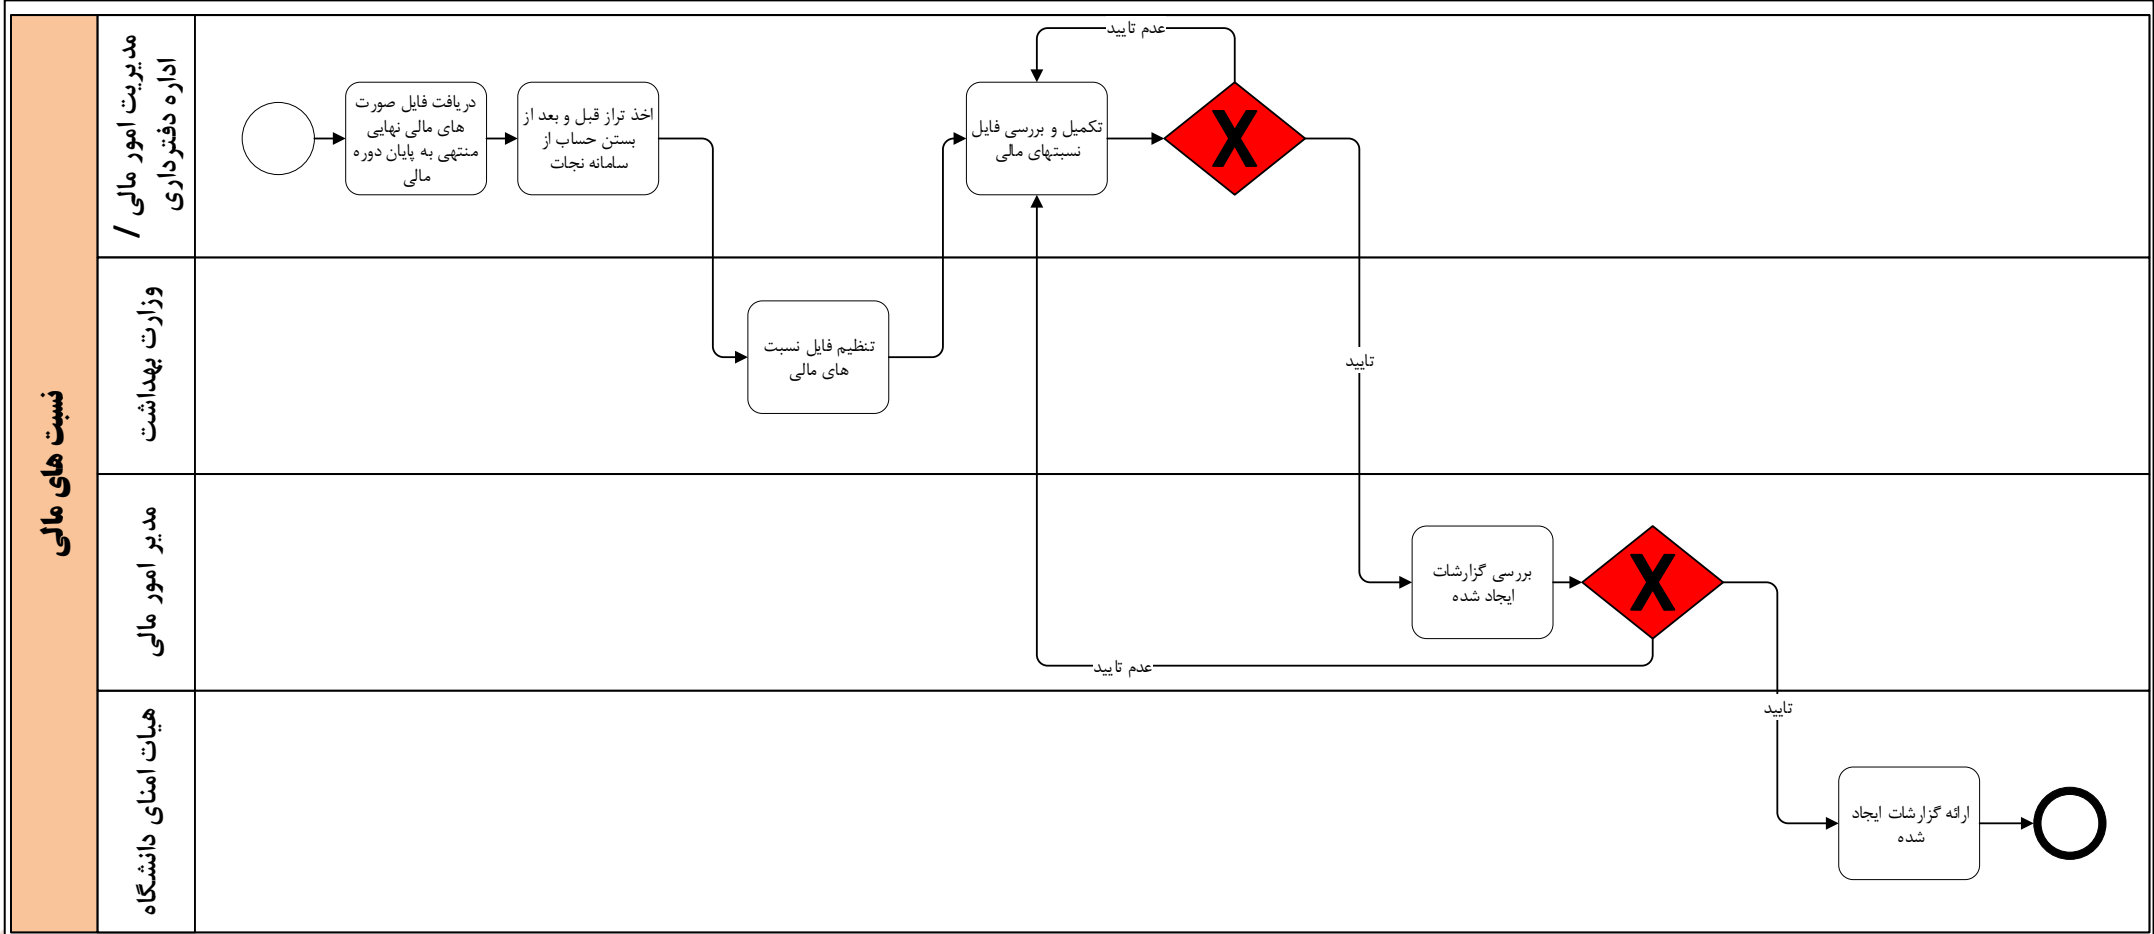 نسبت های مالی
مدیریت امور مالی /
اداره دفترداری
دریافت فایل صورت
های مالی نهایی
منتهی به پایان دوره
مالی
اخذ تراز قبل و بعد از
بستن حساب از
سامانه نجات
تکمیل و بررسی فایل
نسبتهای مالی
عدم تایید
X
وزارت بهداشت
تنظیم فایل نسبت
های مالی
تایید
مدیر امور مالی
بررسی گزارشات
ایجاد شده
X
عدم تایید
تایید
هیات امنای دانشگاه
ارائه گزارشات ایجاد
شده